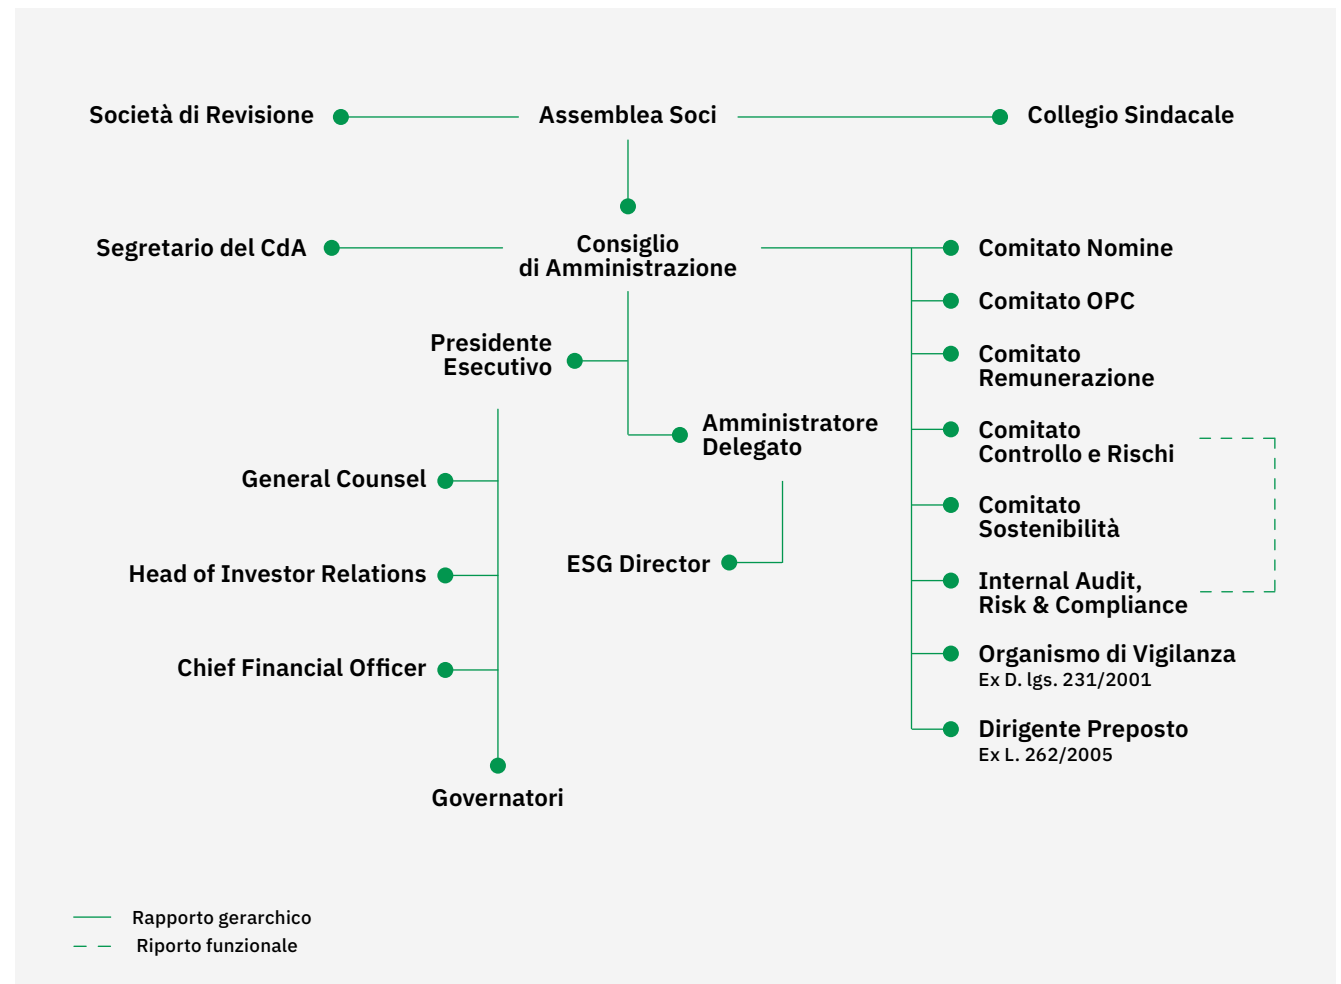 Società di Revisione
Assemblea Soci
Collegio Sindacale
Segretario del CdA
Consiglio
di Amministrazione
Presidente
Esecutivo
Amministratore
Delegato
General Counsel
Head of Investor Relations
Chief Financial Officer
Governatori
ESG Director
Comitato Nomine
Comitato OPC
Comitato
Remunerazione
Comitato
Controllo e Rischi
Comitato
Sostenibilità
Internal Audit,
Risk & Compliance
Organismo di Vigilanza
Ex D. lgs. 231/2001
Dirigente Preposto
Ex L. 262/2005
Rapporto gerarchico
Riporto funzionale